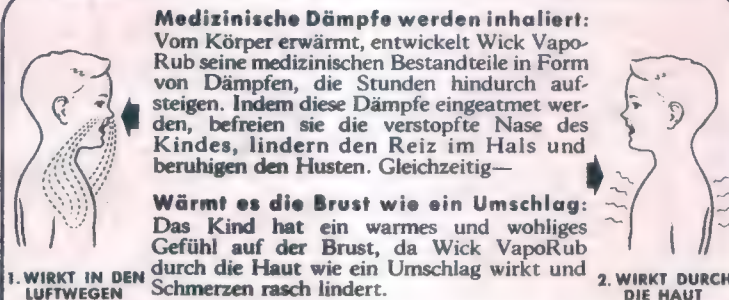 Medizinische Dämpfe werden inhaliert:
Vom Körper erwärmt, entwickelt Wick Vapo-
Rub seine medizinischen Bestandteile in Form
von Dämpfen, die Stunden hindurch auf-
steigen. Indem diese Dämpfe eingeatmet wer-
den, befreien sie die verstopfte Nase des
Kindes, lindern den Reiz im Hals und
beruhigen den Husten. Gleichzeitig—
Wärmt es die Brust wie ein Umschlag:
Das Kind hat ein warmes und wohliges
Gefühl auf der Brust, da Wick VapoRub
durch die Haut wie ein Umschlag wirkt und
Schmerzen rasch lindert.
1. WIRKT IN DEN
LUFTWEGEN
2. WIRKT DURCH
DIE HAUT